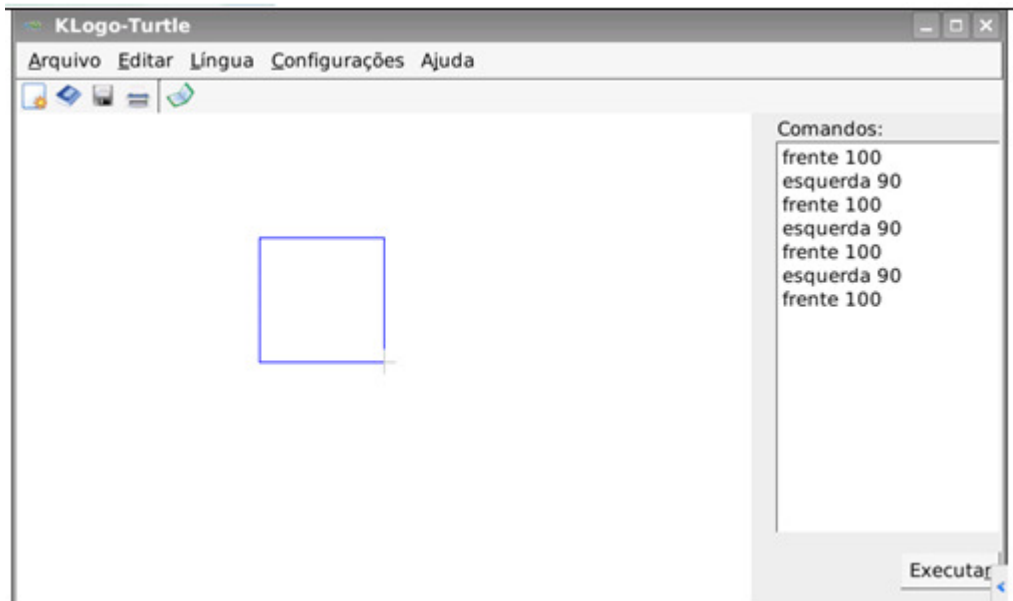 KLogo-Turtle
Arquivo Editar Língua Configurações Ajuda
Comandos:
frente 100
esquerda 90
frente 100
esquerda 90
frente 100
esquerda 90
frente 100
Executar